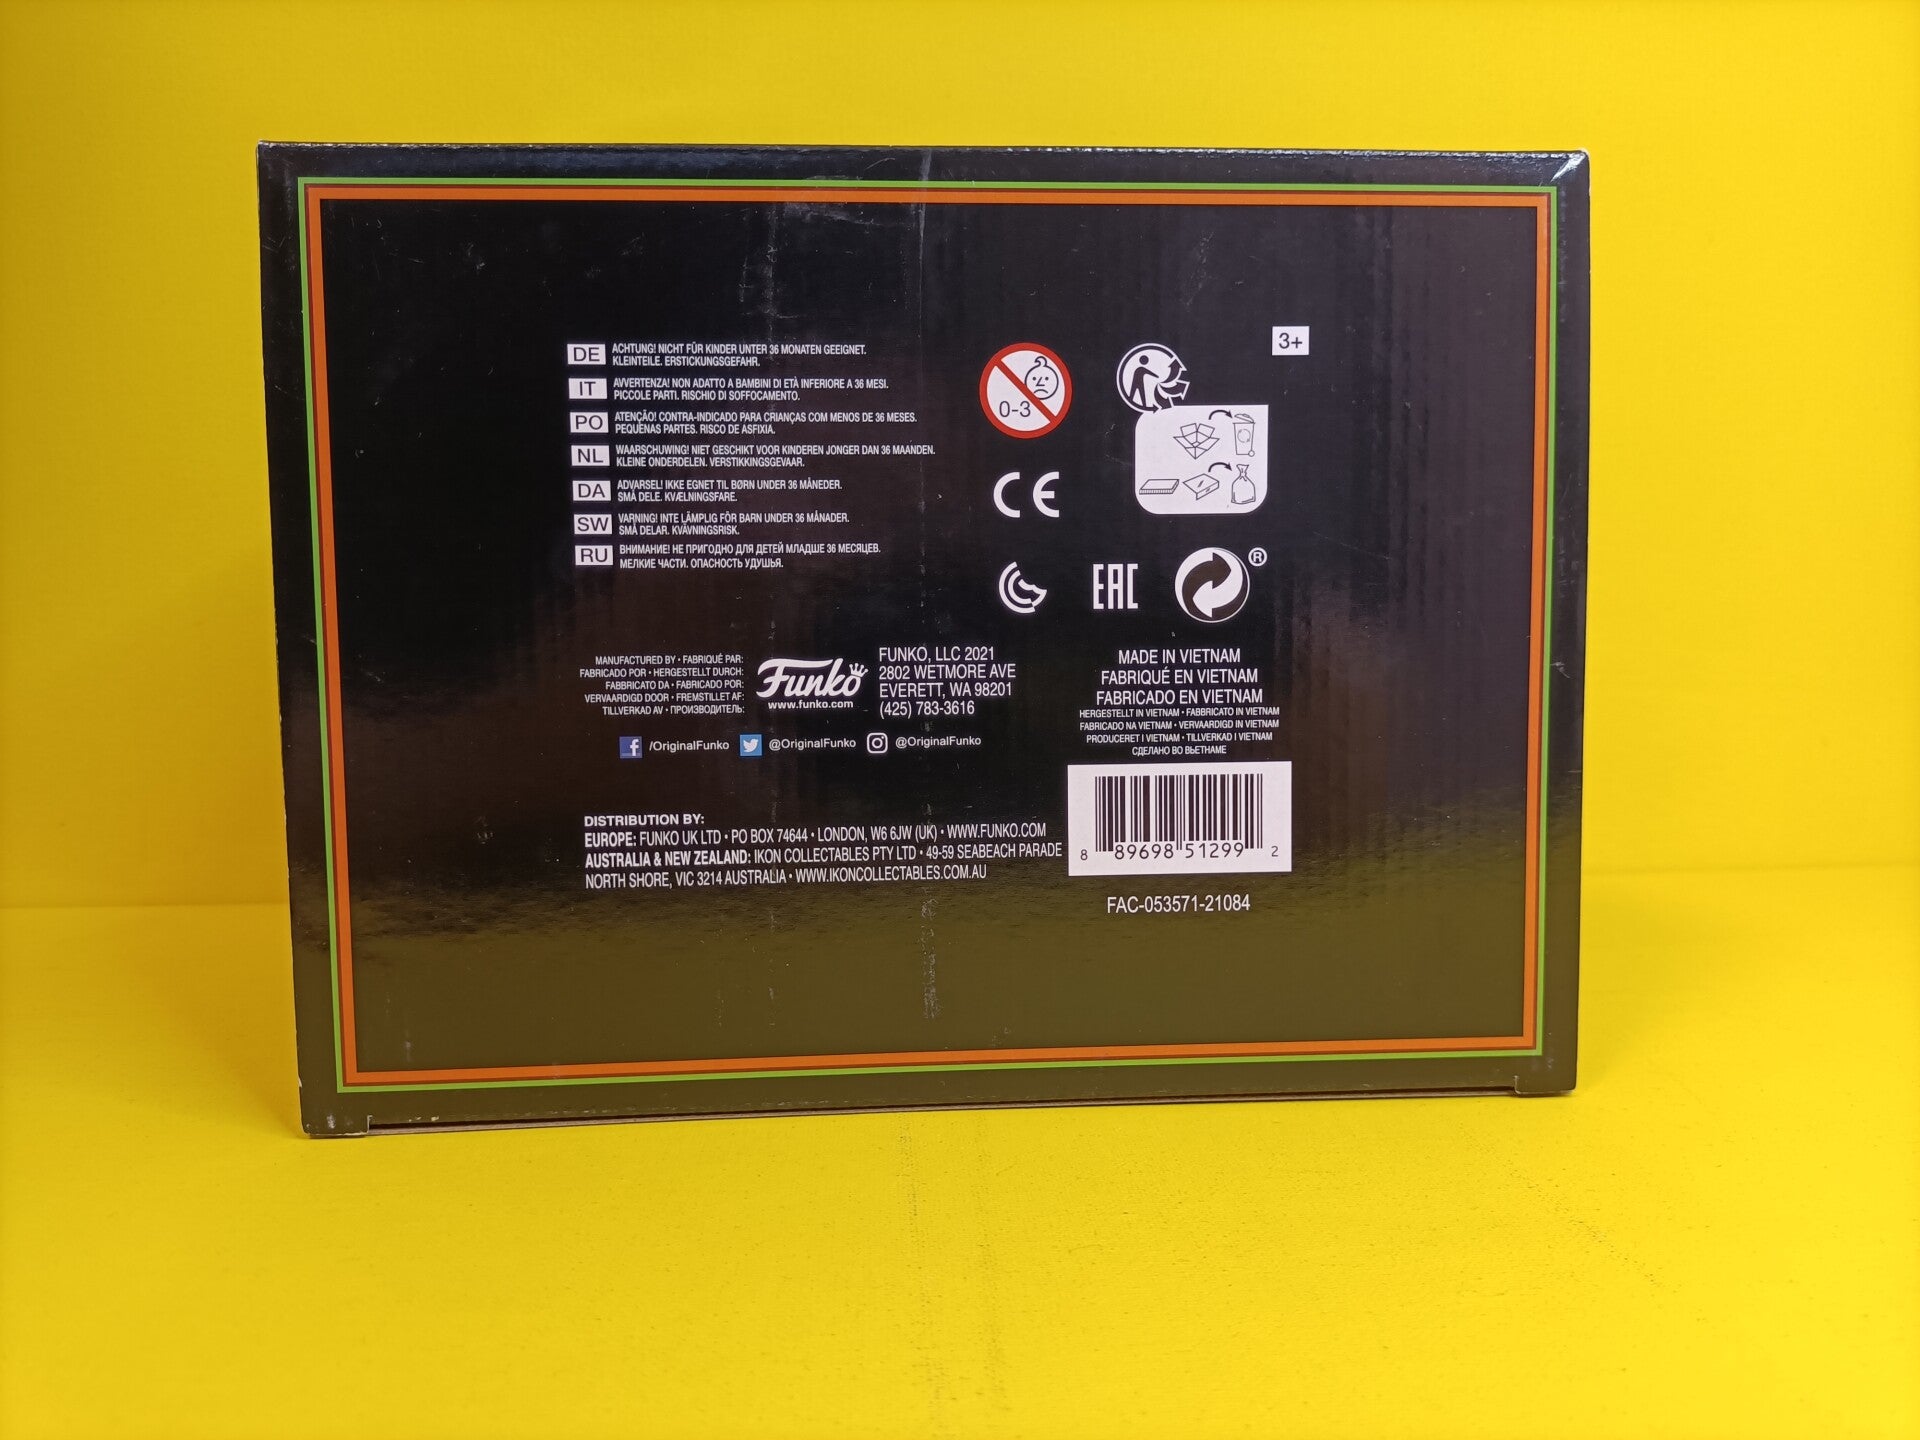 3+
DE ACHTUNG! NICHT FÜR KINDER UNTER 36 MONATEN GEEIGNET.
KLEINTEILE. ERSTICKUNGSGEFAHR.
IT AVVERTENZA! NON ADATTO A BAMBINI DI ETÀ INFERIORE A 36 MESI.
PICCOLE PARTI. RISCHIO DI SOFFOCAMENTO.
PO ATENÇÃO! CONTRA-INDICADO PARA CRIANÇAS COM MENOS DE 36 MESES.
PEQUENAS PARTES. RISCO DE ASFIXIA.
NL WAARSCHUWING! NIET GESCHIKT VOOR KINDEREN JONGER DAN 36 MAANDEN.
KLEINE ONDERDELEN. VERSTIKKINGSGEVAAR.
DA ADVARSEL! IKKE EGNET TIL BØRN UNDER 36 MÅNEDER.
SMÅ DELE. KVÆLNINGSFARE.
SW VARNING! INTE LÄMPLIG FÖR BARN UNDER 36 MÅNADER.
SMÅ DELAR. KVÄVNINGSRISK.
RU ВНИМАНИЕ! НЕ ПРИГОДНО ДЛЯ ДЕТЕЙ МЛАДШЕ 36 МЕСЯЦЕВ.
МЕЛКИЕ ЧАСТИ. ОПАСНОСТЬ УДУШЬЯ.
0-3
CE
EAC
®
MANUFACTURED BY • FABRIQUÉ PAR:
FABRICADO POR • HERGESTELLT DURCH:
FABBRICATO DA • FABRICADO POR:
VERVAARDIGD DOOR • FREMSTILLET AF:
TILLVERKAD AV • ПРОИЗВОДИТЕЛЬ:
Funko
www.funko.com
FUNKO, LLC 2021
2802 WETMORE AVE
EVERETT, WA 98201
(425) 783-3616
/OriginalFunko @OriginalFunko @OriginalFunko
MADE IN VIETNAM
FABRIQUÉ EN VIETNAM
FABRICADO EN VIETNAM
HERGESTELLT IN VIETNAM • FABBRICATO IN VIETNAM
FABRICADO NA VIETNAM • VERVAARDIGD IN VIETNAM
PRODUCERET I VIETNAM • TILLVERKAD I VIETNAM
СДЕЛАНО ВО ВЬЕТНАМЕ
DISTRIBUTION BY:
EUROPE: FUNKO UK LTD • PO BOX 74644 • LONDON, W6 6JW (UK) • WWW.FUNKO.COM
AUSTRALIA & NEW ZEALAND: IKON COLLECTABLES PTY LTD • 49-59 SEABEACH PARADE
NORTH SHORE, VIC 3214 AUSTRALIA • WWW.IKONCOLLECTABLES.COM.AU
8 89698 51299 2
FAC-053571-21084